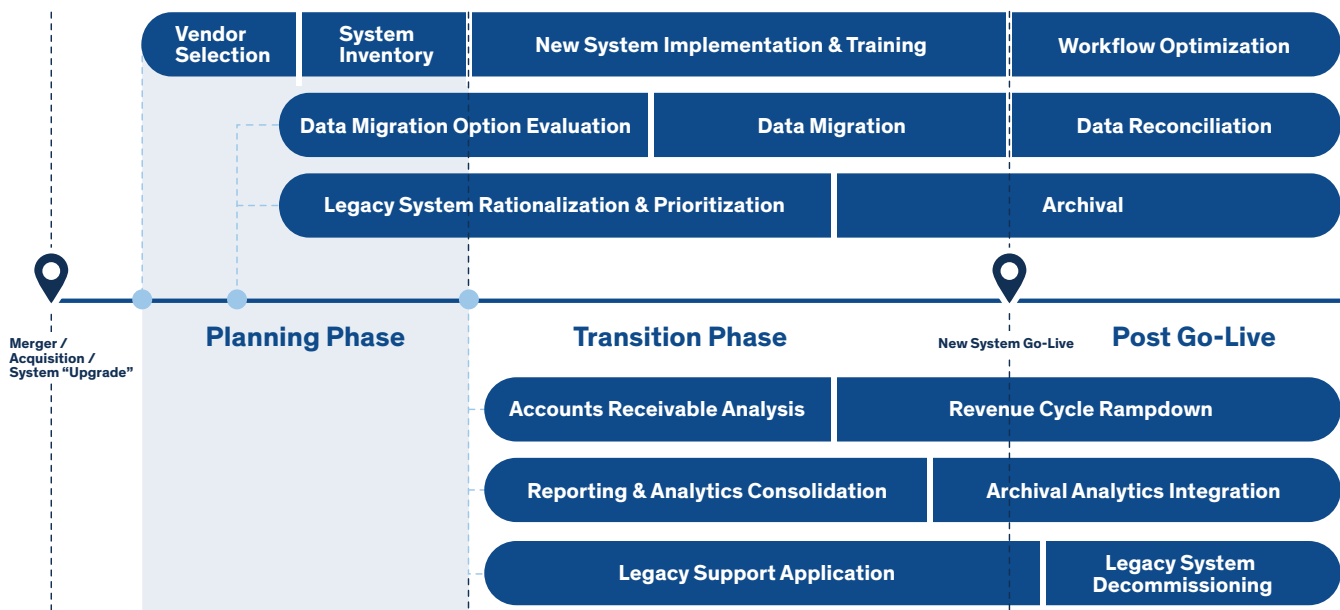 Vendor
Selection
System
Inventory
New System Implementation & Training
Workflow Optimization
Data Migration Option Evaluation
Data Migration
Data Reconciliation
Legacy System Rationalization & Prioritization
Archival
Merger /
Acquisition /
System “Upgrade”
Planning Phase
Transition Phase
New System Go-Live
Post Go-Live
Accounts Receivable Analysis
Revenue Cycle Rampdown
Reporting & Analytics Consolidation
Archival Analytics Integration
Legacy Support Application
Legacy System
Decommissioning